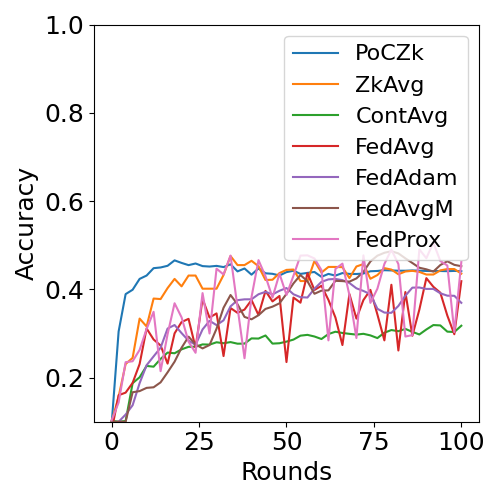 1.0
0.8
0.6
0.4
0.2
Accuracy
PoCZk
ZkAvg
ContAvg
FedAvg
FedAdam
FedAvgM
FedProx
0 25 50 75 100
Rounds